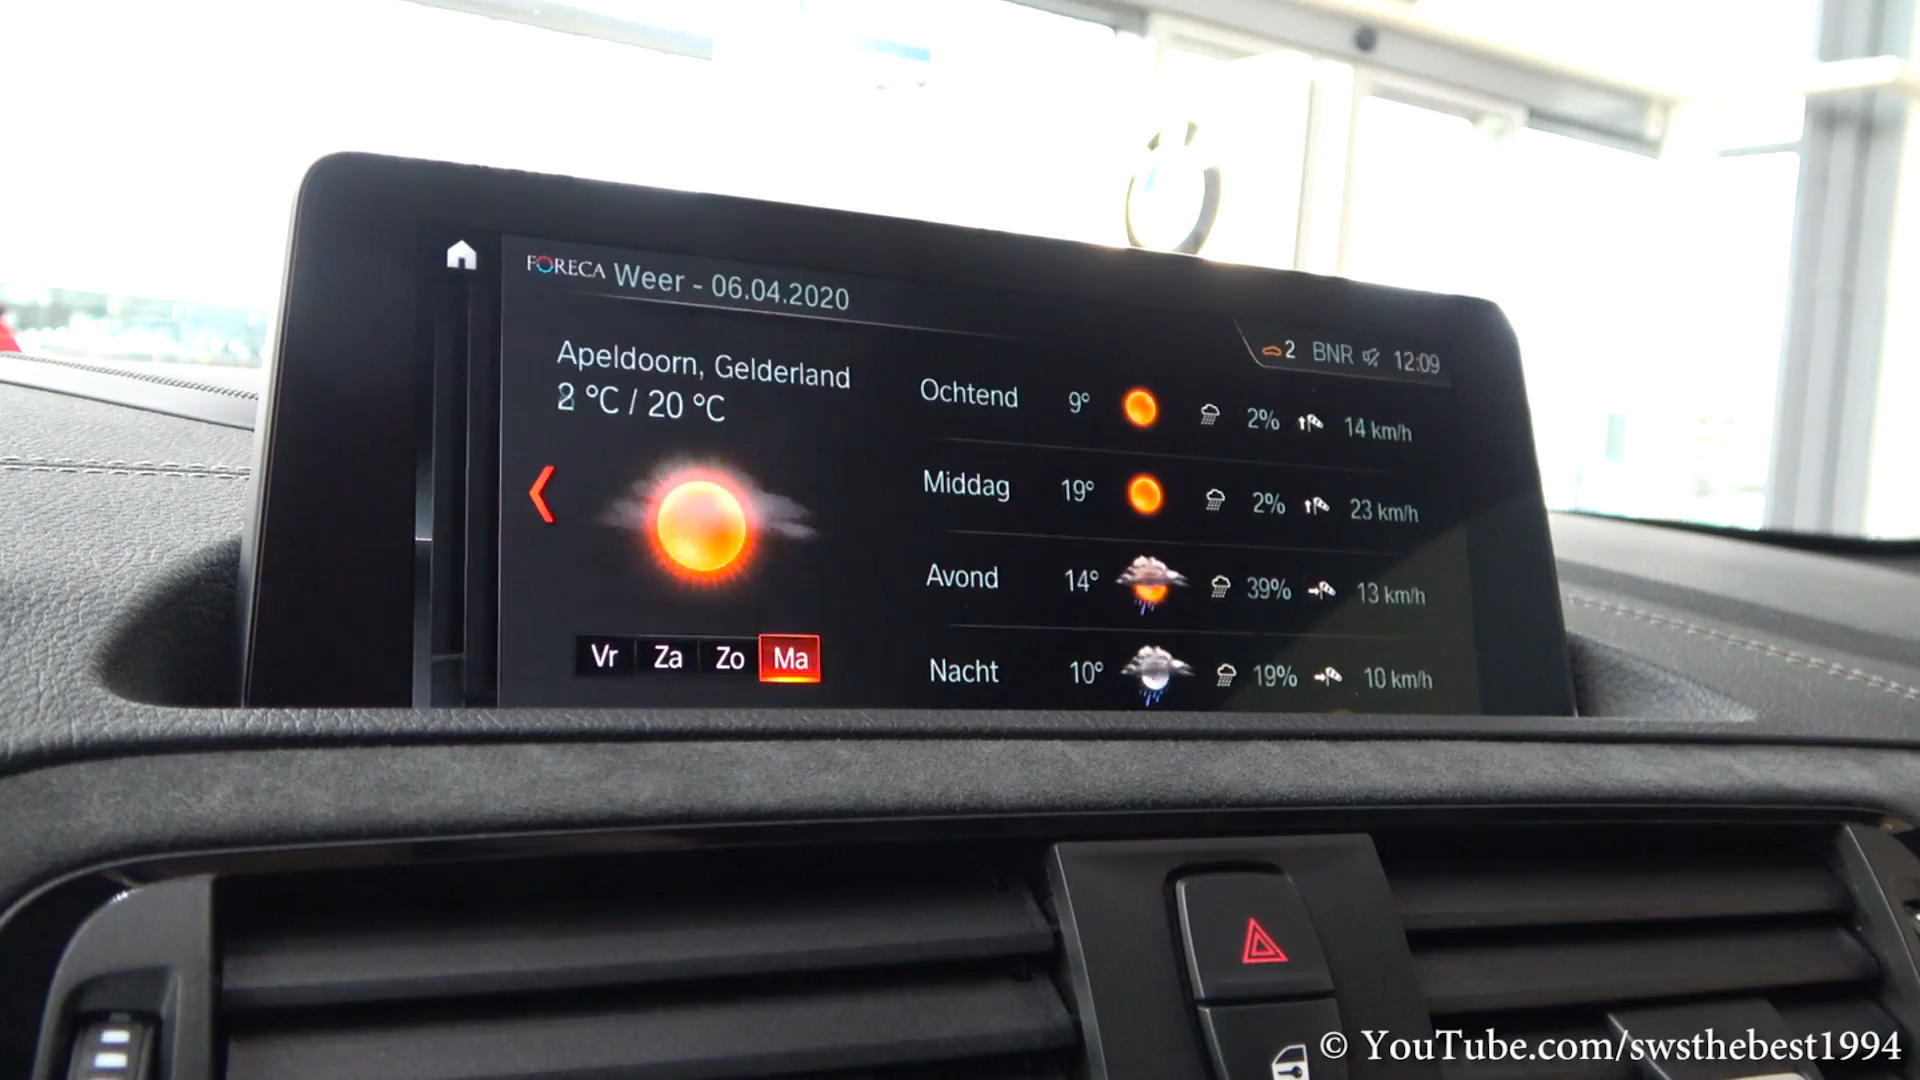 FORECA Weer - 06.04.2020
2 BNR 12:09
Apeldoorn, Gelderland
2 °C / 20 °C
Ochtend 9° 2% 14 km/h
Middag 19° 2% 23 km/h
Avond 14° 39% 13 km/h
Nacht 10° 19% 10 km/h
Vr Za Zo Ma
© YouTube.com/swsthebest1994